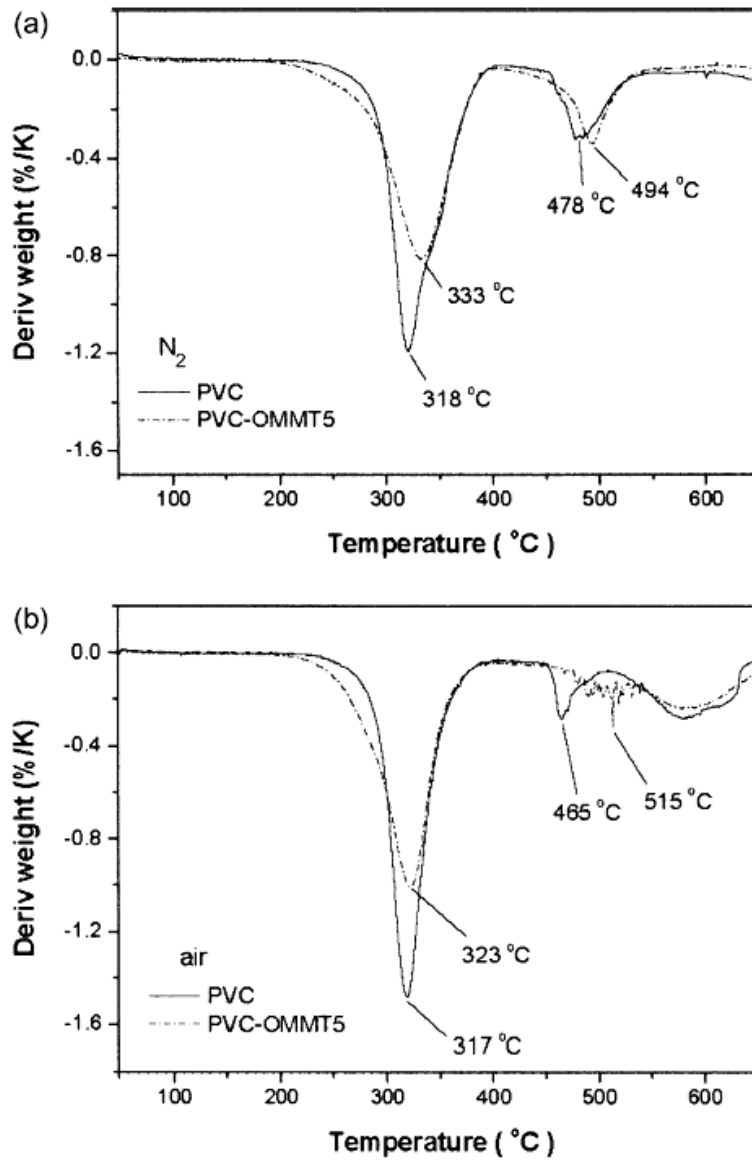 (a)
0.0
-0.4
-0.8
-1.2
-1.6
Deriv weight (%/K)
478 °C
494 °C
333 °C
318 °C
N2
PVC
PVC-OMMT5
100 200 300 400 500 600
Temperature ( °C)
(b)
0.0
-0.4
-0.8
-1.2
-1.6
Deriv weight (%/K)
465 °C
515 °C
323 °C
317 °C
air
PVC
PVC-OMMT5
100 200 300 400 500 600
Temperature ( °C)